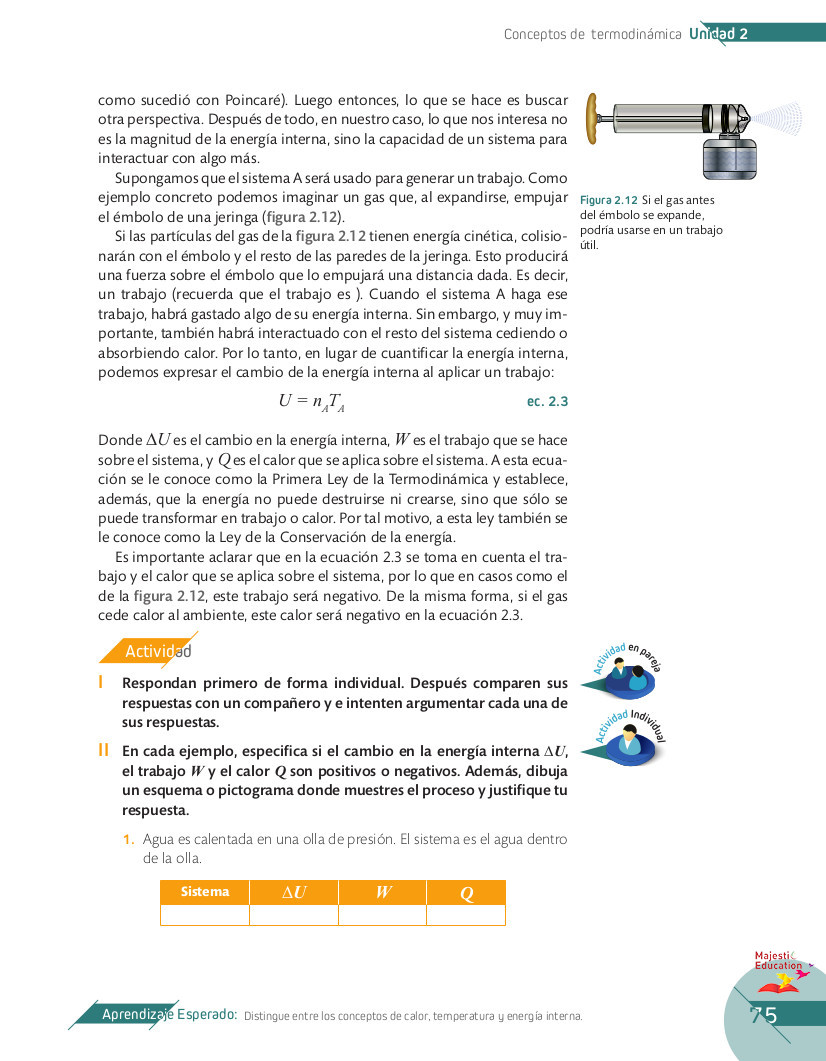 Conceptos de termodinámica Unidad 2
como sucedió con Poincaré). Luego entonces, lo que se hace es buscar
otra perspectiva. Después de todo, en nuestro caso, lo que nos interesa no
es la magnitud de la energía interna, sino la capacidad de un sistema para
interactuar con algo más.
Supongamos que el sistema A será usado para generar un trabajo. Como
ejemplo concreto podemos imaginar un gas que, al expandirse, empujar
el émbolo de una jeringa (figura 2.12).
Si las partículas del gas de la figura 2.12 tienen energía cinética, colisio-
narán con el émbolo y el resto de las paredes de la jeringa. Esto producirá
una fuerza sobre el émbolo que lo empujará una distancia dada. Es decir,
un trabajo (recuerda que el trabajo es ). Cuando el sistema A haga ese
trabajo, habrá gastado algo de su energía interna. Sin embargo, y muy im-
portante, también habrá interactuado con el resto del sistema cediendo o
absorbiendo calor. Por lo tanto, en lugar de cuantificar la energía interna,
podemos expresar el cambio de la energía interna al aplicar un trabajo:
U = n_A T_A ec. 2.3
Donde ΔU es el cambio en la energía interna, W es el trabajo que se hace
sobre el sistema, y Q es el calor que se aplica sobre el sistema. A esta ecua-
ción se le conoce como la Primera Ley de la Termodinámica y establece,
además, que la energía no puede destruirse ni crearse, sino que sólo se
puede transformar en trabajo o calor. Por tal motivo, a esta ley también se
le conoce como la Ley de la Conservación de la energía.
Es importante aclarar que en la ecuación 2.3 se toma en cuenta el tra-
bajo y el calor que se aplica sobre el sistema, por lo que en casos como el
de la figura 2.12, este trabajo será negativo. De la misma forma, si el gas
cede calor al ambiente, este calor será negativo en la ecuación 2.3.
Figura 2.12 Si el gas antes
del émbolo se expande,
podría usarse en un trabajo
útil.
Actividad
I Respondan primero de forma individual. Después comparen sus
respuestas con un compañero y e intenten argumentar cada una de
sus respuestas.
Actividad en pareja
Actividad Individual
II En cada ejemplo, especifica si el cambio en la energía interna ΔU,
el trabajo W y el calor Q son positivos o negativos. Además, dibuja
un esquema o pictograma donde muestres el proceso y justifique tu
respuesta.
1. Agua es calentada en una olla de presión. El sistema es el agua dentro
de la olla.
Sistema ΔU W Q
Majestic
Education
Aprendizaje Esperado: Distingue entre los conceptos de calor, temperatura y energía interna.
75